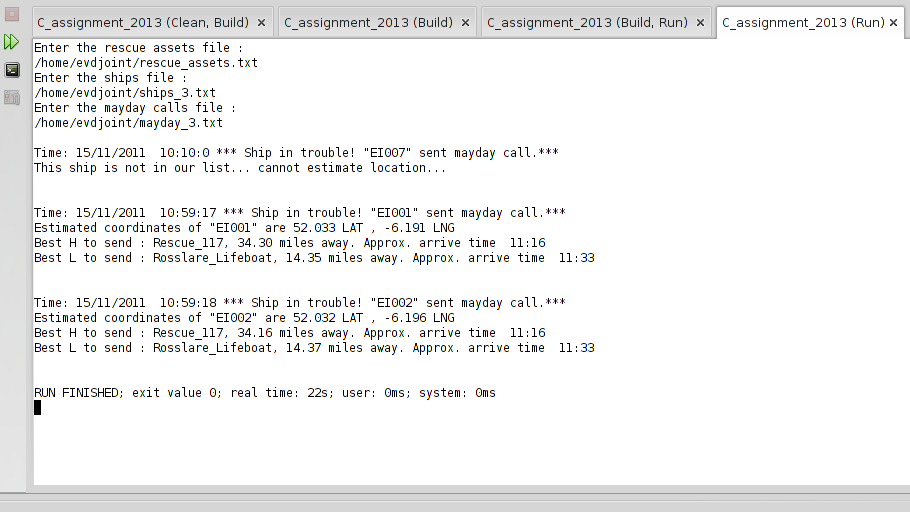 C_assignment_2013 (Clean, Build) × C_assignment_2013 (Build) × C_assignment_2013 (Build, Run) × C_assignment_2013 (Run) ×
Enter the rescue assets file :
/home/evdjoint/rescue_assets.txt
Enter the ships file :
/home/evdjoint/ships_3.txt
Enter the mayday calls file :
/home/evdjoint/mayday_3.txt
Time: 15/11/2011  10:10:0 *** Ship in trouble! "EI007" sent mayday call.***
This ship is not in our list... cannot estimate location...
Time: 15/11/2011  10:59:17 *** Ship in trouble! "EI001" sent mayday call.***
Estimated coordinates of "EI001" are 52.033 LAT , -6.191 LNG
Best H to send : Rescue_117, 34.30 miles away. Approx. arrive time  11:16
Best L to send : Rosslare_Lifeboat, 14.35 miles away. Approx. arrive time  11:33
Time: 15/11/2011  10:59:18 *** Ship in trouble! "EI002" sent mayday call.***
Estimated coordinates of "EI002" are 52.032 LAT , -6.196 LNG
Best H to send : Rescue_117, 34.16 miles away. Approx. arrive time  11:16
Best L to send : Rosslare_Lifeboat, 14.37 miles away. Approx. arrive time  11:33
RUN FINISHED; exit value 0; real time: 22s; user: 0ms; system: 0ms